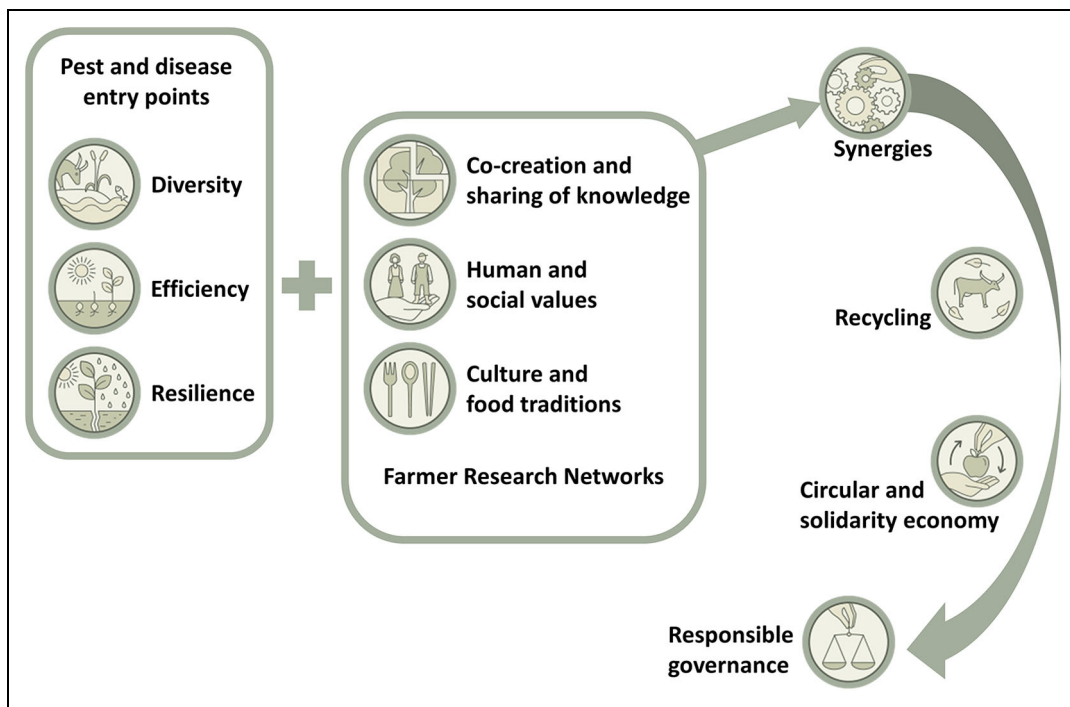 Pest and disease
entry points
Diversity
Efficiency
Resilience
Co-creation and
sharing of knowledge
Human and
social values
Culture and
food traditions
Farmer Research Networks
Synergies
Recycling
Circular and
solidarity economy
Responsible
governance